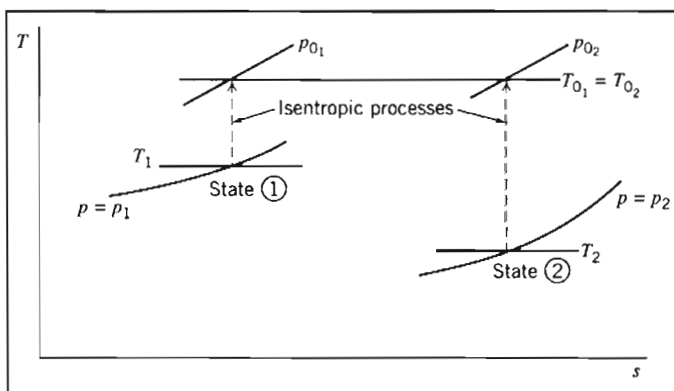 T
p₀₁
p₀₂
T₀₁ = T₀₂
Isentropic processes
T₁
State ①
p = p₁
p = p₂
T₂
State ②
s